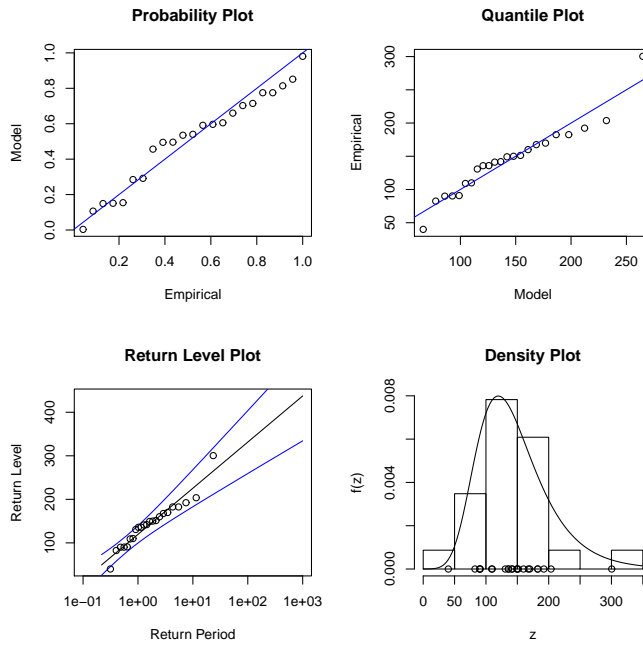 Probability Plot
Model
1.0
0.8
0.6
0.4
0.2
0.0
0.2 0.4 0.6 0.8 1.0
Empirical
Quantile Plot
Empirical
300
200
100
50
100 150 200 250
Model
Return Level Plot
Return Level
400
300
200
100
1e−01 1e+00 1e+02 1e+03
Return Period
Density Plot
f(z)
0.008
0.004
0.000
0 50 100 200 300
z